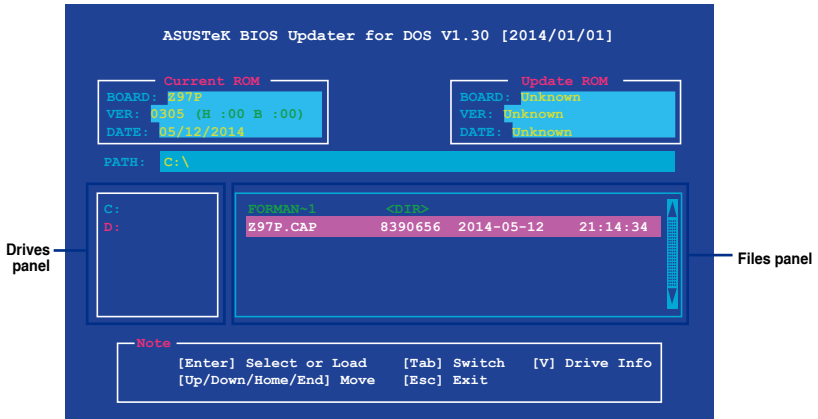 ASUSTeK BIOS Updater for DOS V1.30 [2014/01/01]
Current ROM
BOARD: Z97P
VER: 0305 (H :00 B :00)
DATE: 05/12/2014
Update ROM
BOARD: Unknown
VER: Unknown
DATE: Unknown
PATH: C:\
C:
D:
FORMAN~1 <DIR>
Z97P.CAP 8390656 2014-05-12 21:14:34
Drives panel
Files panel
Note
[Enter] Select or Load [Tab] Switch [V] Drive Info
[Up/Down/Home/End] Move [Esc] Exit